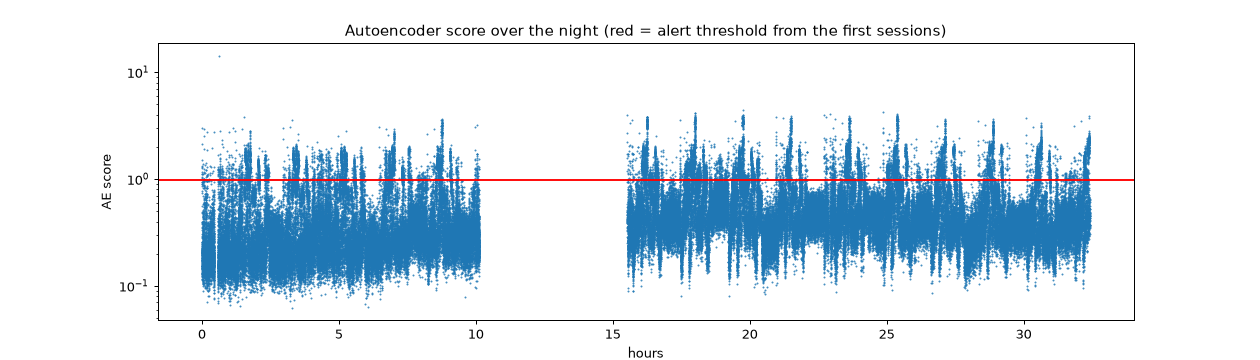 Autoencoder score over the night (red = alert threshold from the first sessions)
10¹
10⁰
10⁻¹
AE score
0 5 10 15 20 25 30
hours